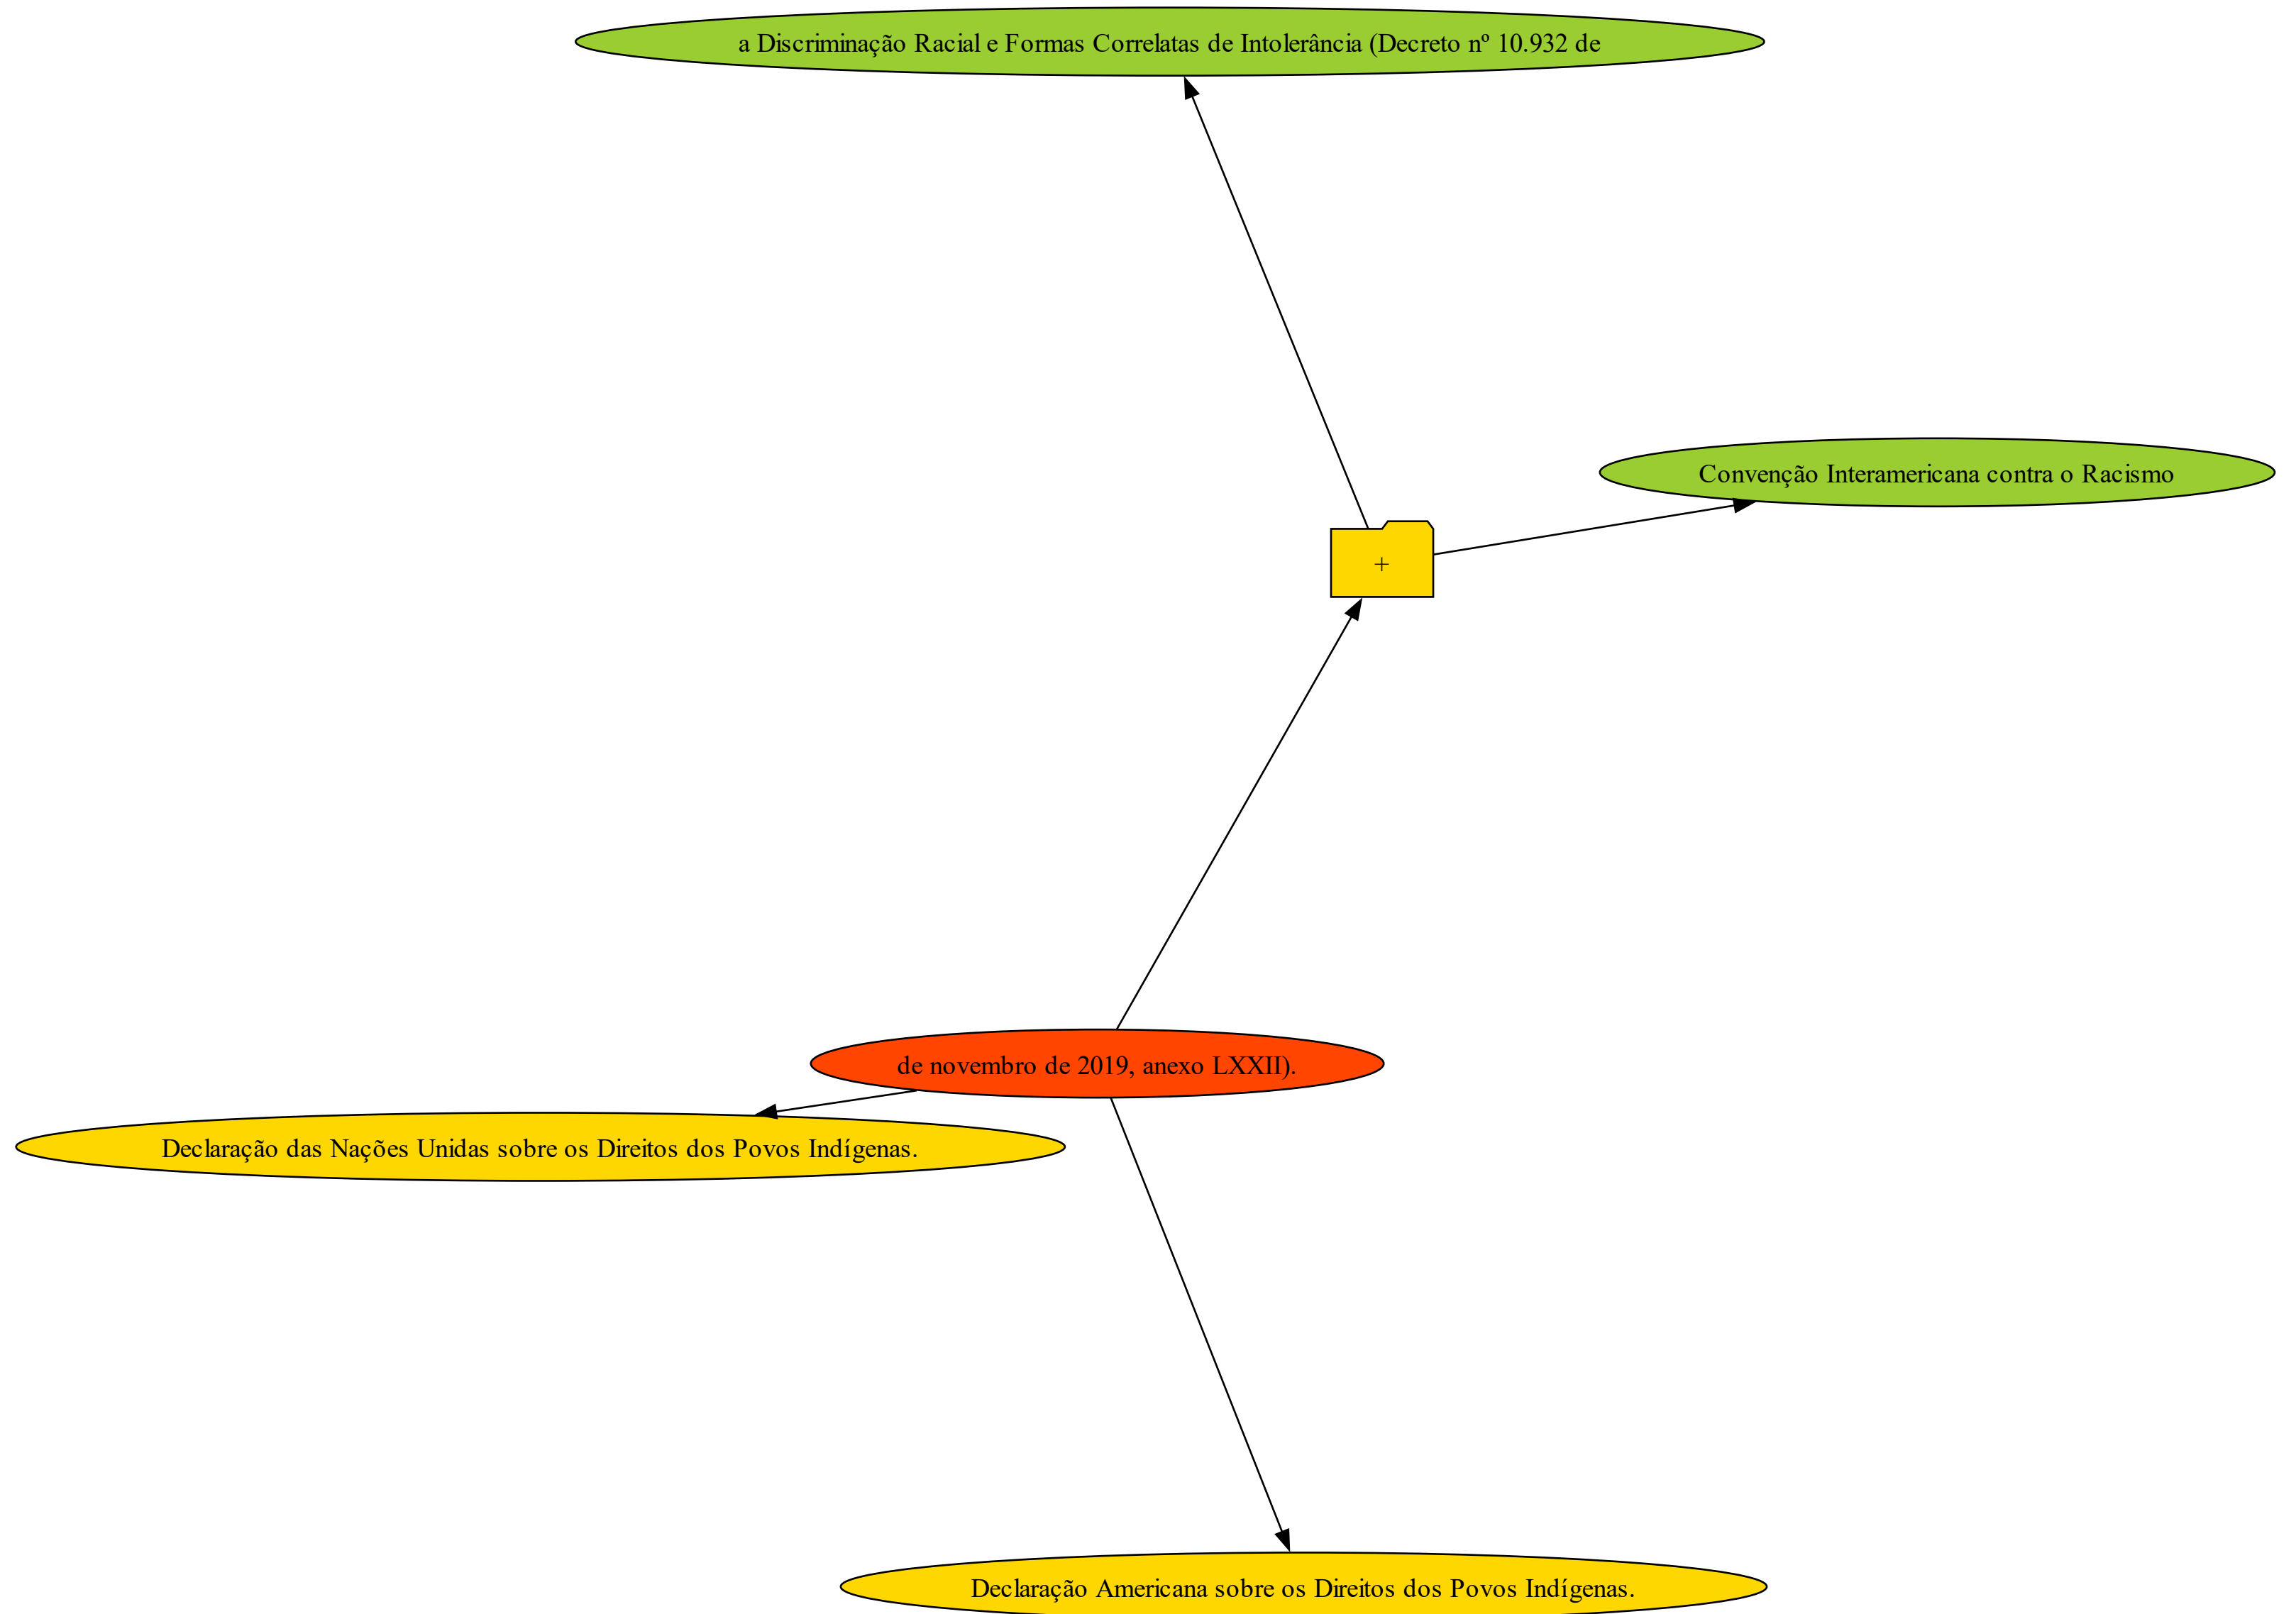 a Discriminação Racial e Formas Correlatas de Intolerância (Decreto nº 10.932 de
Convenção Interamericana contra o Racismo
+
de novembro de 2019, anexo LXXII).
Declaração das Nações Unidas sobre os Direitos dos Povos Indígenas.
Declaração Americana sobre os Direitos dos Povos Indígenas.